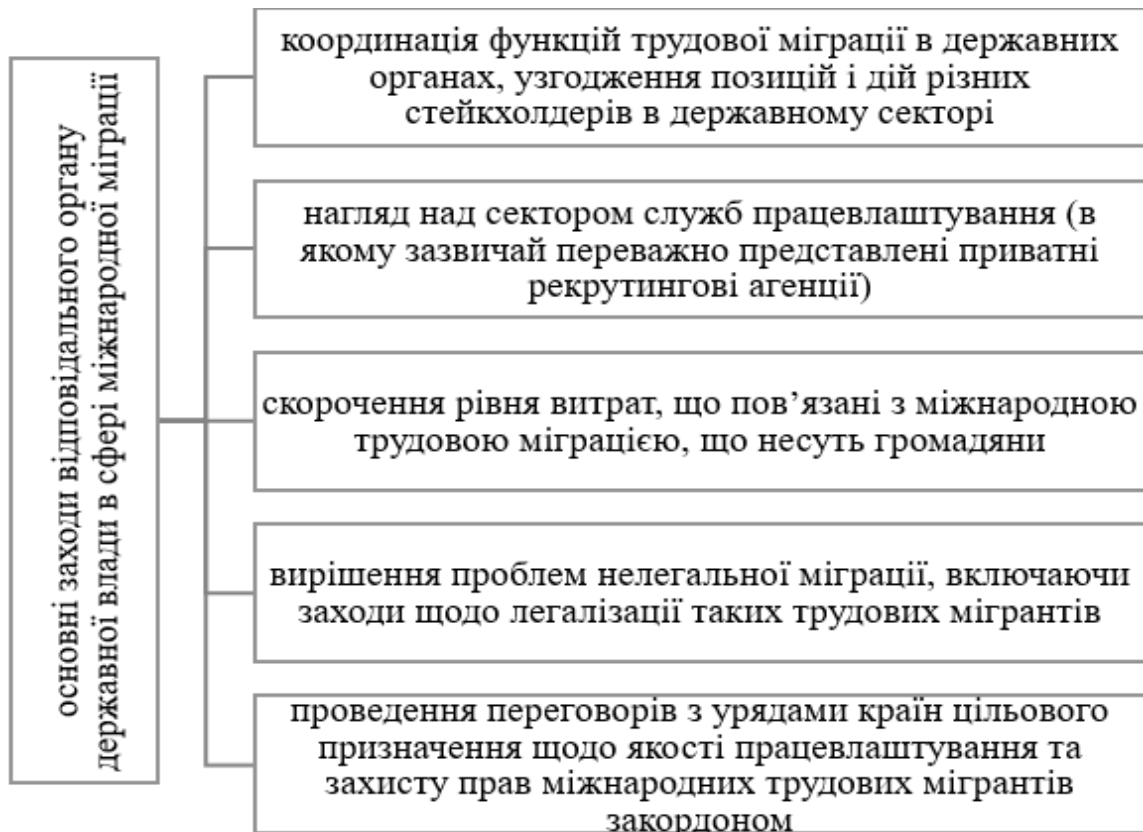 основні заходи відповідального органу
державної влади в сфері міжнародної міграції
координація функцій трудової міграції в державних
органах, узгодження позицій і дій різних
стейкхолдерів в державному секторі
нагляд над сектором служб працевлаштування (в
якому зазвичай переважно представлені приватні
рекрутингові агенції)
скорочення рівня витрат, що пов’язані з міжнародною
трудовою міграцією, що несуть громадяни
вирішення проблем нелегальної міграції, включаючи
заходи щодо легалізації таких трудових мігрантів
проведення переговорів з урядами країн цільового
призначення щодо якості працевлаштування та
захисту прав міжнародних трудових мігрантів
закордоном